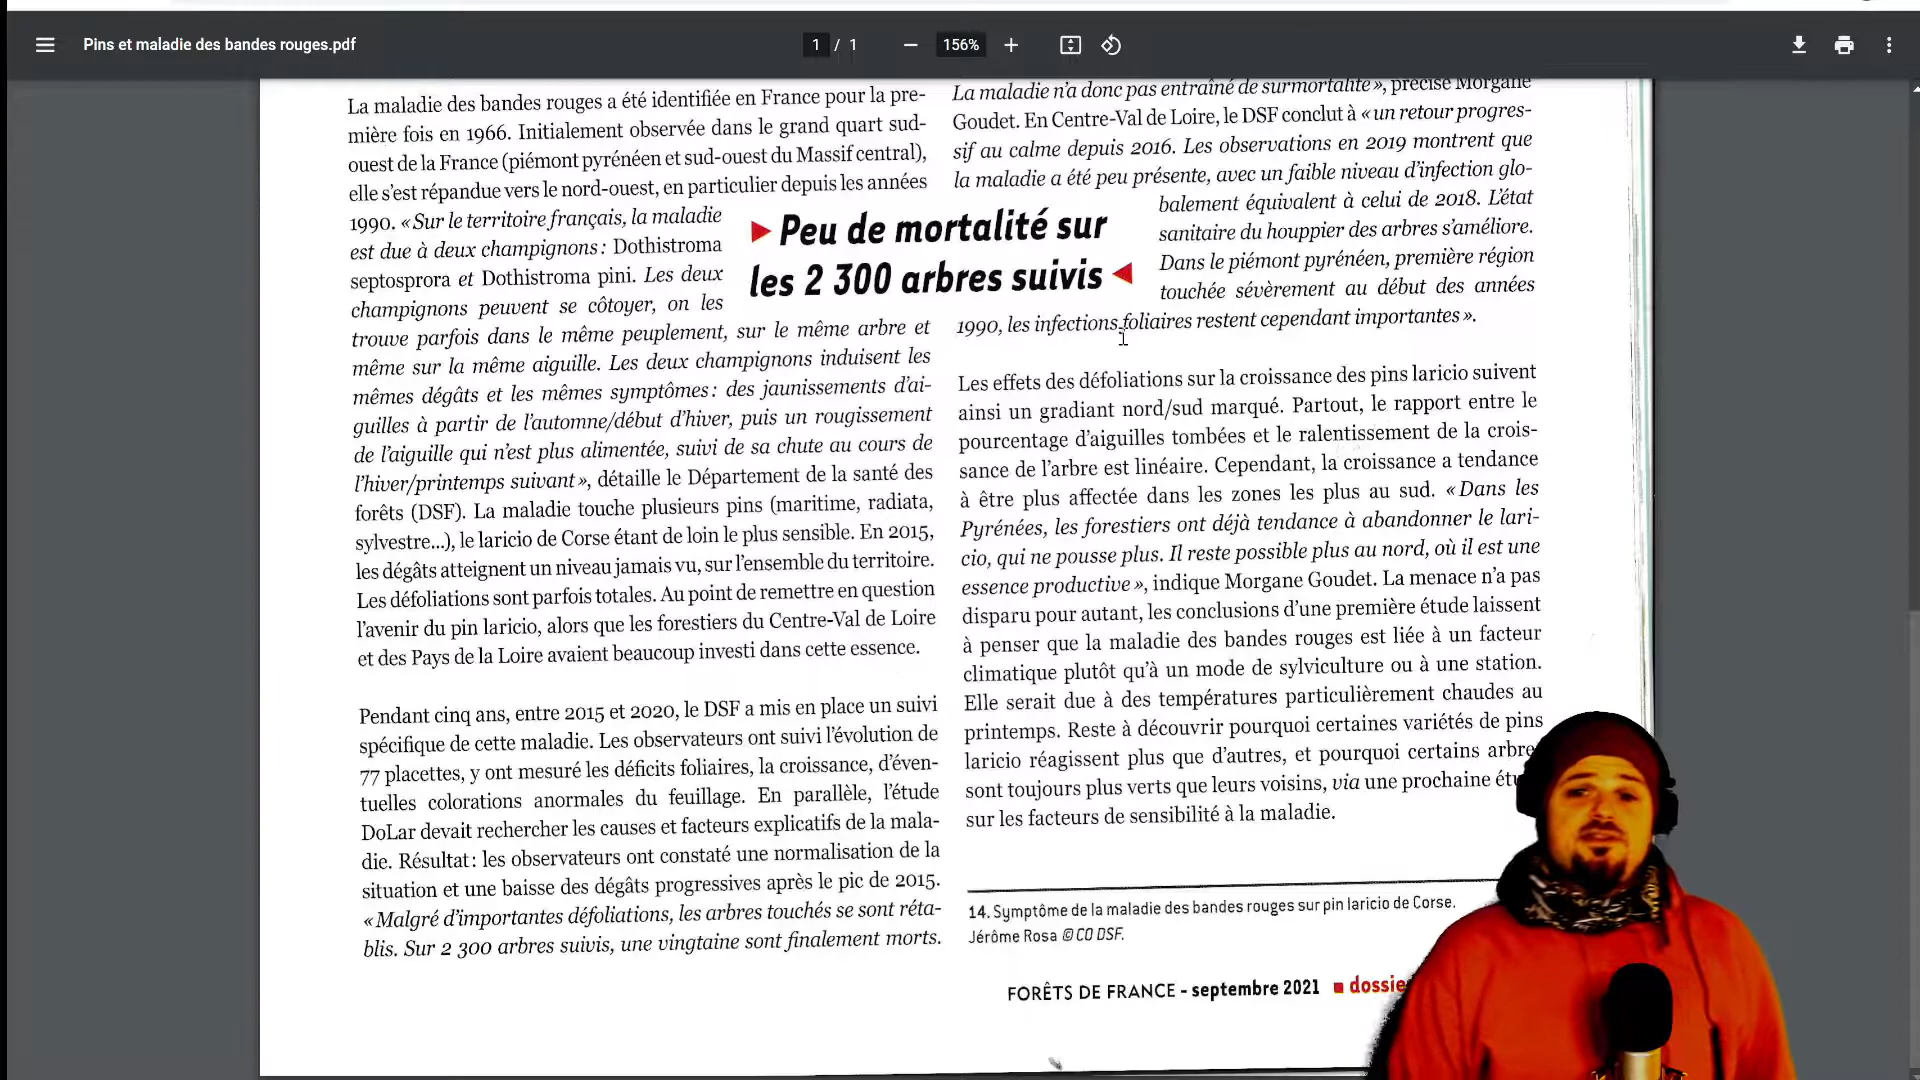 Pins et maladie des bandes rouges.pdf
1 / 1
156%
La maladie des bandes rouges a été identifiée en France pour la pre-
mière fois en 1966. Initialement observée dans le grand quart sud-
ouest de la France (piémont pyrénéen et sud-ouest du Massif central),
elle s'est répandue vers le nord-ouest, en particulier depuis les années
1990. « Sur le territoire français, la maladie
est due à deux champignons : Dothistroma
septosprora et Dothistroma pini. Les deux
champignons peuvent se côtoyer, on les
trouve parfois dans le même peuplement, sur le même arbre et
même sur la même aiguille. Les deux champignons induisent les
mêmes dégâts et les mêmes symptômes : des jaunissements d'ai-
guilles à partir de l'automne/début d'hiver, puis un rougissement
de l'aiguille qui n'est plus alimentée, suivi de sa chute au cours de
l'hiver/printemps suivant », détaille le Département de la santé des
forêts (DSF). La maladie touche plusieurs pins (maritime, radiata,
sylvestre...), le laricio de Corse étant de loin le plus sensible. En 2015,
les dégâts atteignent un niveau jamais vu, sur l'ensemble du territoire.
Les défoliations sont parfois totales. Au point de remettre en question
l'avenir du pin laricio, alors que les forestiers du Centre-Val de Loire
et des Pays de la Loire avaient beaucoup investi dans cette essence.
Pendant cinq ans, entre 2015 et 2020, le DSF a mis en place un suivi
spécifique de cette maladie. Les observateurs ont suivi l'évolution de
77 placettes, y ont mesuré les déficits foliaires, la croissance, d'éven-
tuelles colorations anormales du feuillage. En parallèle, l'étude
DoLar devait rechercher les causes et facteurs explicatifs de la mala-
die. Résultat : les observateurs ont constaté une normalisation de la
situation et une baisse des dégâts progressives après le pic de 2015.
« Malgré d'importantes défoliations, les arbres touchés se sont réta-
blis. Sur 2 300 arbres suivis, une vingtaine sont finalement morts.
Peu de mortalité sur
les 2 300 arbres suivis
La maladie n'a donc pas entraîné de surmortalité », précise Morgane
Goudet. En Centre-Val de Loire, le DSF conclut à « un retour progres-
sif au calme depuis 2016. Les observations en 2019 montrent que
la maladie a été peu présente, avec un faible niveau d'infection glo-
balement équivalent à celui de 2018. L'état
sanitaire du houppier des arbres s'améliore.
Dans le piémont pyrénéen, première région
touchée sévèrement au début des années
1990, les infections foliaires restent cependant importantes ».
Les effets des défoliations sur la croissance des pins laricio suivent
ainsi un gradiant nord/sud marqué. Partout, le rapport entre le
pourcentage d'aiguilles tombées et le ralentissement de la crois-
sance de l'arbre est linéaire. Cependant, la croissance a tendance
à être plus affectée dans les zones les plus au sud. « Dans les
Pyrénées, les forestiers ont déjà tendance à abandonner le lari-
cio, qui ne pousse plus. Il reste possible plus au nord, où il est une
essence productive », indique Morgane Goudet. La menace n'a pas
disparu pour autant, les conclusions d'une première étude laissent
à penser que la maladie des bandes rouges est liée à un facteur
climatique plutôt qu'à un mode de sylviculture ou à une station.
Elle serait due à des températures particulièrement chaudes au
printemps. Reste à découvrir pourquoi certaines variétés de pins
laricio réagissent plus que d'autres, et pourquoi certains arbre
sont toujours plus verts que leurs voisins, via une prochaine étu
sur les facteurs de sensibilité à la maladie.
14. Symptôme de la maladie des bandes rouges sur pin laricio de Corse.
Jérôme Rosa © CO DSF.
FORÊTS DE FRANCE - septembre 2021 ■ dossie